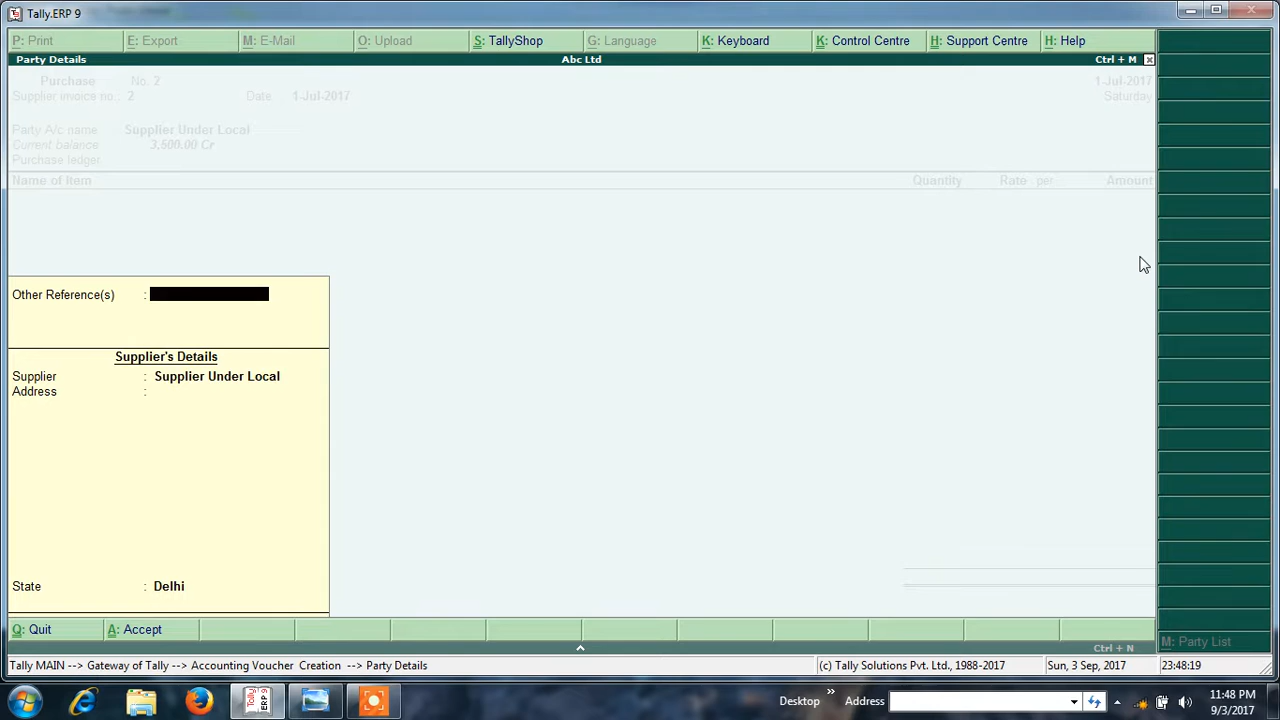 Tally.ERP 9
P: Print E: Export M: E-Mail O: Upload S: TallyShop G: Language K: Keyboard K: Control Centre H: Support Centre H: Help
Party Details Abc Ltd Ctrl + M
Purchase No. 2 1-Jul-2017
Supplier invoice no.: 2 Date 1-Jul-2017 Saturday
Party A/c name Supplier Under Local
Current balance 3,500.00 Cr
Purchase ledger
Name of Item Quantity Rate per Amount
Other Reference(s) :
Supplier's Details
Supplier : Supplier Under Local
Address :
State : Delhi
Q: Quit A: Accept
M: Party List
Ctrl + N
Tally MAIN --> Gateway of Tally --> Accounting Voucher Creation --> Party Details (c) Tally Solutions Pvt. Ltd., 1988-2017 Sun, 3 Sep, 2017 23:48:19
Tally ERP 9 Desktop » Address 11:48 PM
9/3/2017